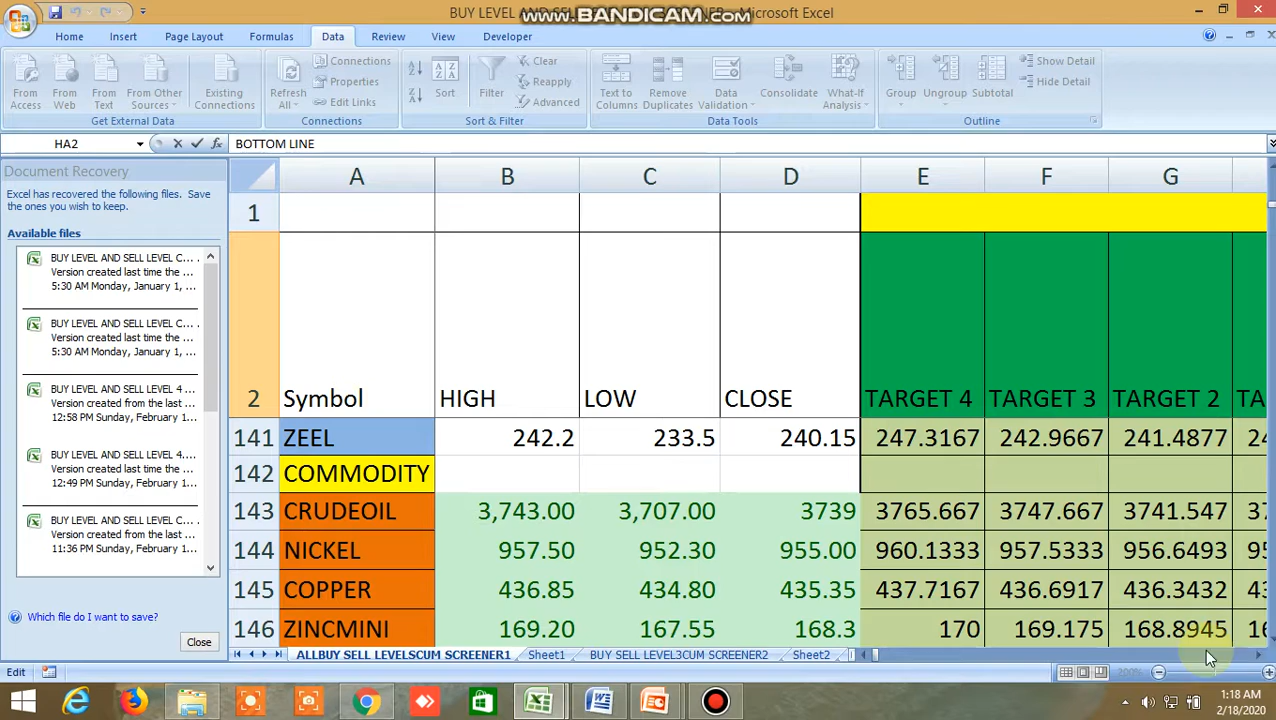 BUY LEVEL AND SELL LEVEL
www.BANDICAM.com
- Microsoft Excel
Home Insert Page Layout Formulas Data Review View Developer
From Access
From Web
From Text
From Other Sources
Existing Connections
Get External Data
Refresh All
Connections
Properties
Edit Links
Connections
Sort
Filter
Clear
Reapply
Advanced
Sort & Filter
Text to Columns
Remove Duplicates
Data Validation
Consolidate
What-If Analysis
Data Tools
Group
Ungroup
Subtotal
Show Detail
Hide Detail
Outline
HA2 BOTTOM LINE
Document Recovery
Excel has recovered the following files. Save
the ones you wish to keep.
Available files
BUY LEVEL AND SELL LEVEL C...
Version created last time the ...
5:30 AM Monday, January 1, ...
BUY LEVEL AND SELL LEVEL C...
Version created last time the ...
5:30 AM Monday, January 1, ...
BUY LEVEL AND SELL LEVEL 4 ...
Version created from the last ...
12:58 PM Sunday, February 1...
BUY LEVEL AND SELL LEVEL 4...
Version created from the last ...
12:49 PM Sunday, February 1...
BUY LEVEL AND SELL LEVEL C...
Version created from the last ...
11:36 PM Sunday, February 1...
Which file do I want to save?
Close
A B C D E F G
1
2 Symbol HIGH LOW CLOSE TARGET 4 TARGET 3 TARGET 2 TA
141 ZEEL 242.2 233.5 240.15 247.3167 242.9667 241.4877 24
142 COMMODITY
143 CRUDEOIL 3,743.00 3,707.00 3739 3765.667 3747.667 3741.547 37
144 NICKEL 957.50 952.30 955.00 960.1333 957.5333 956.6493 95
145 COPPER 436.85 434.80 435.35 437.7167 436.6917 436.3432 43
146 ZINCMINI 169.20 167.55 168.3 170 169.175 168.8945 16
ALLBUY SELL LEVELSCUM SCREENER1 Sheet1 BUY SELL LEVEL3CUM SCREENER2 Sheet2
Edit 200%
1:18 AM
2/18/2020